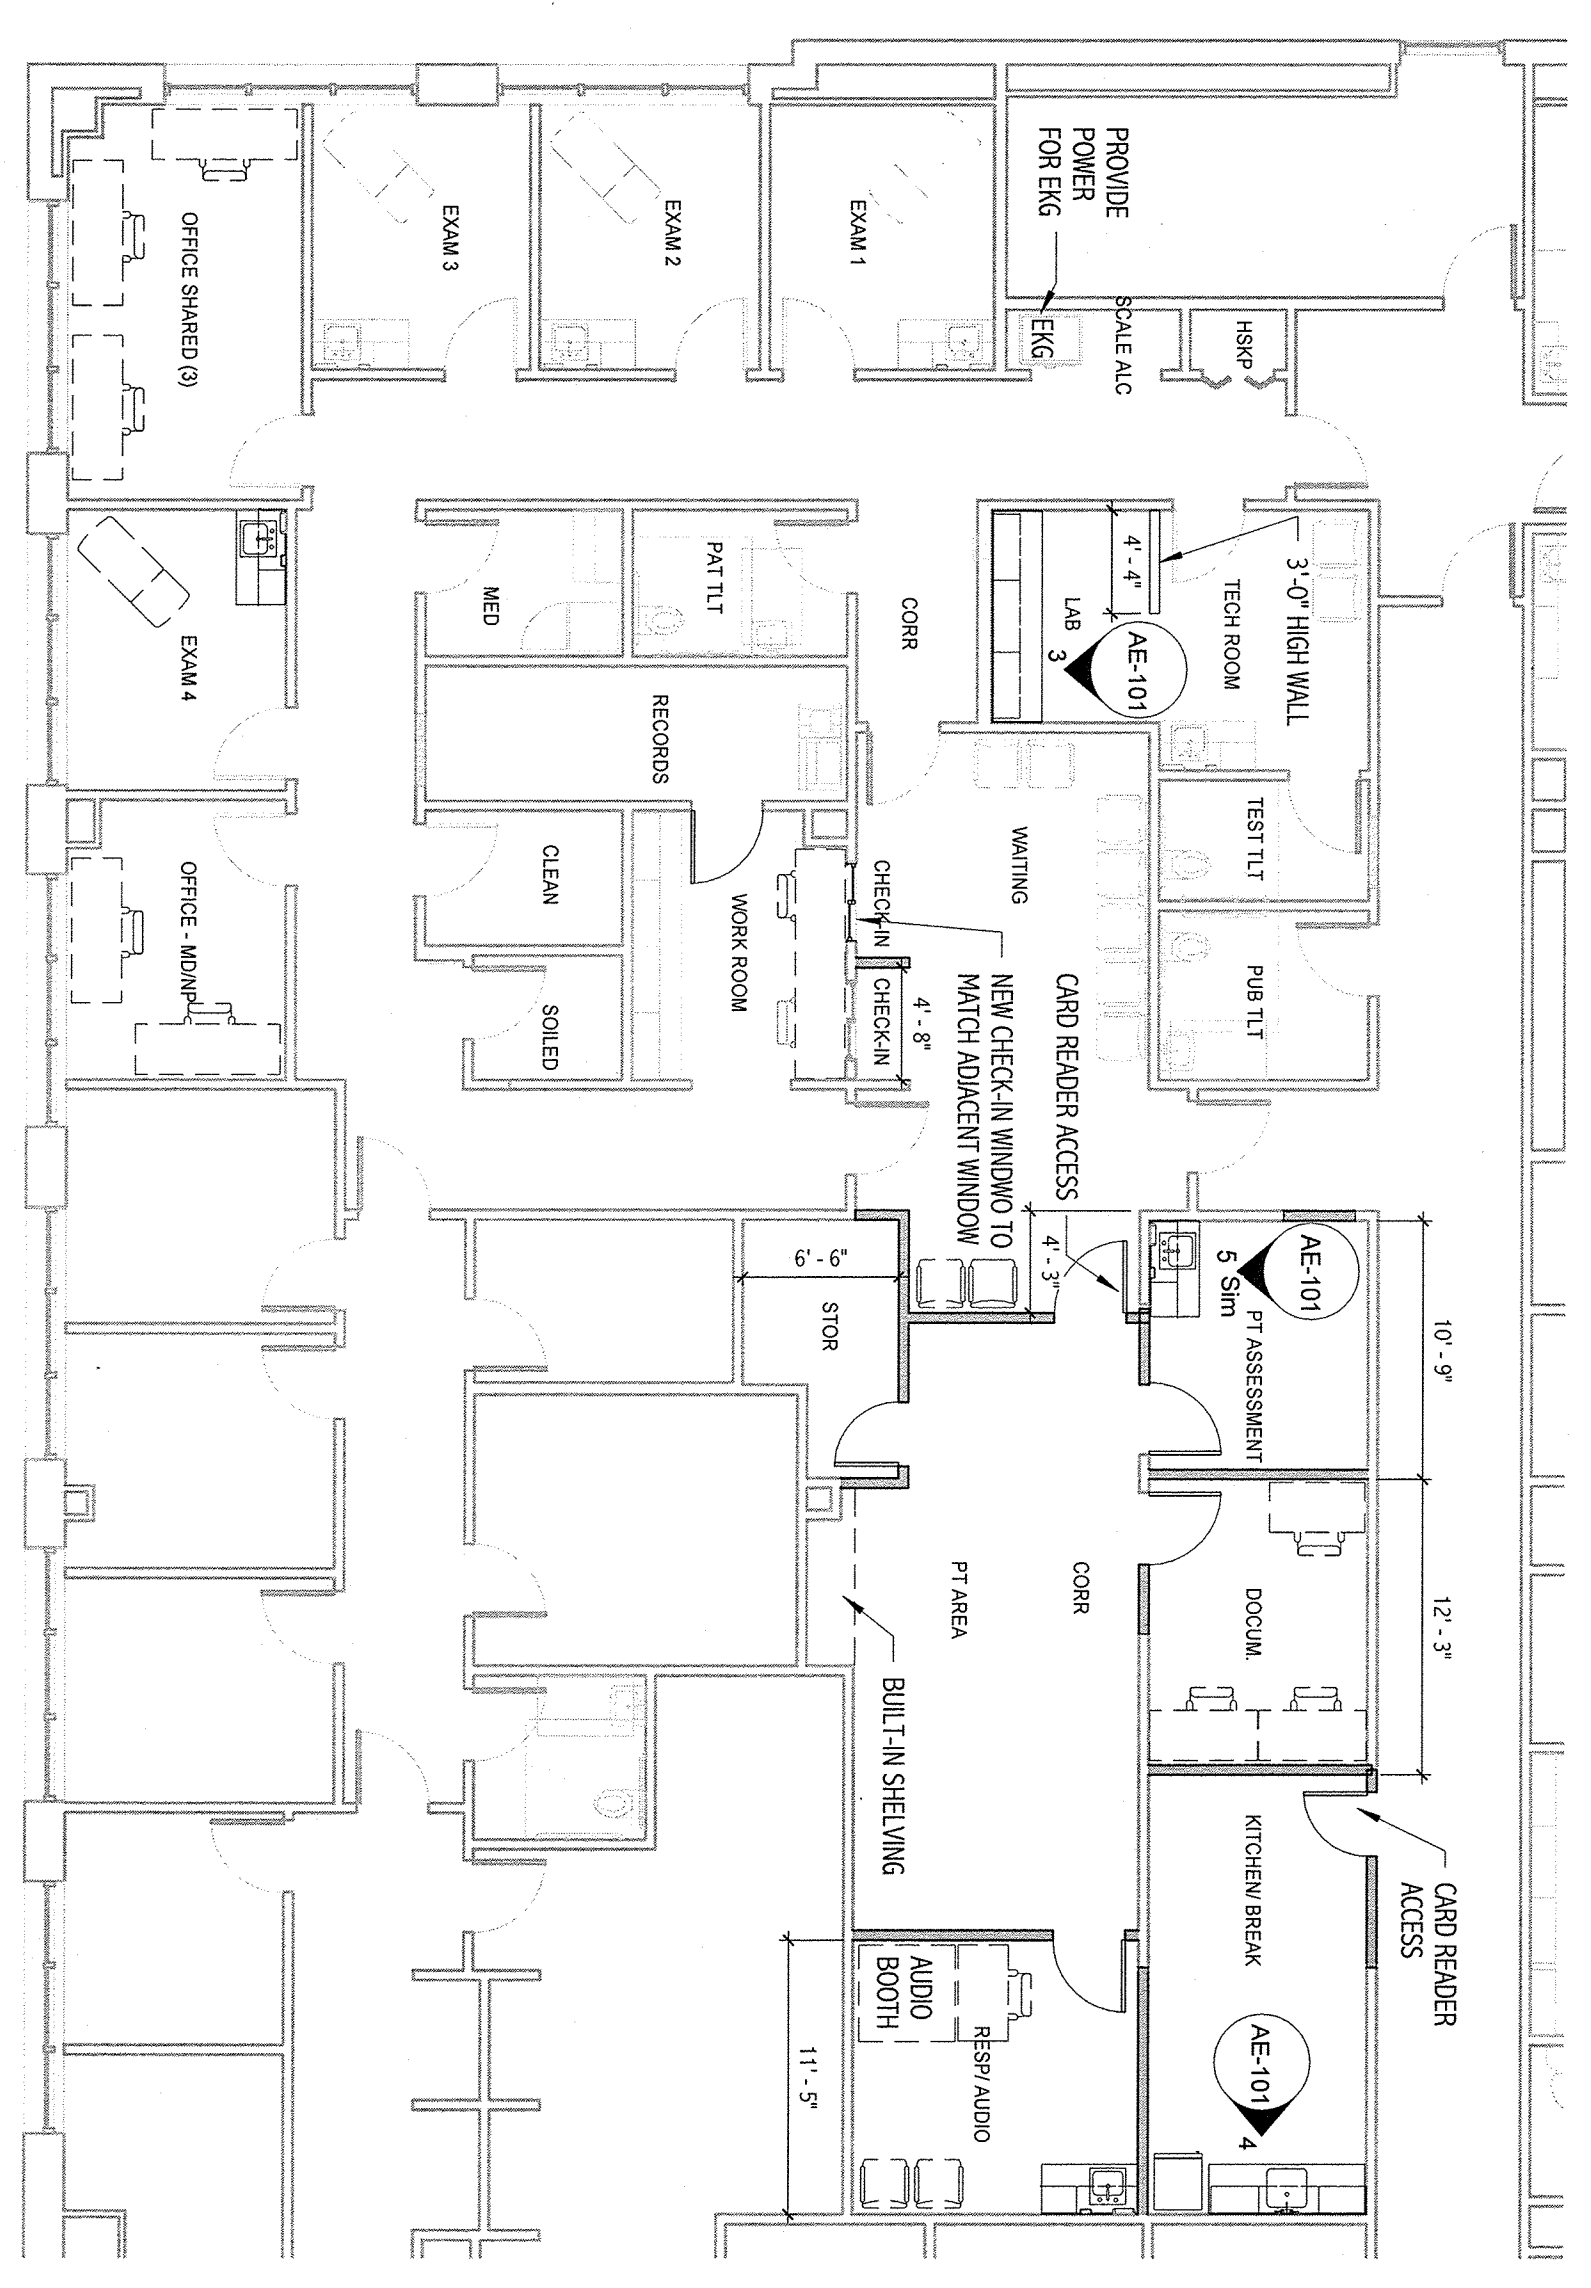 PROVIDE
POWER
FOR EKG
EKG
SCALE ALC
HSKP
EXAM 1
EXAM 2
EXAM 3
OFFICE SHARED (3)
3'-0" HIGH WALL
TECH ROOM
4' - 4"
LAB
AE-101
3
CORR
PAT TLT
MED
RECORDS
EXAM 4
TEST TLT
PUB TLT
WAITING
CHECK-IN
CHECK-IN
4' - 8"
WORK ROOM
CLEAN
SOILED
OFFICE - MD/NP
CARD READER ACCESS
NEW CHECK-IN WINDWO TO
MATCH ADJACENT WINDOW
4' - 3"
6' - 6"
STOR
AE-101
5 Sim
PT ASSESSMENT
10' - 9"
12' - 3"
DOCUM.
CORR
PT AREA
BUILT-IN SHELVING
KITCHEN/ BREAK
CARD READER
ACCESS
AE-101
4
AUDIO
BOOTH
RESP/ AUDIO
11' - 5"